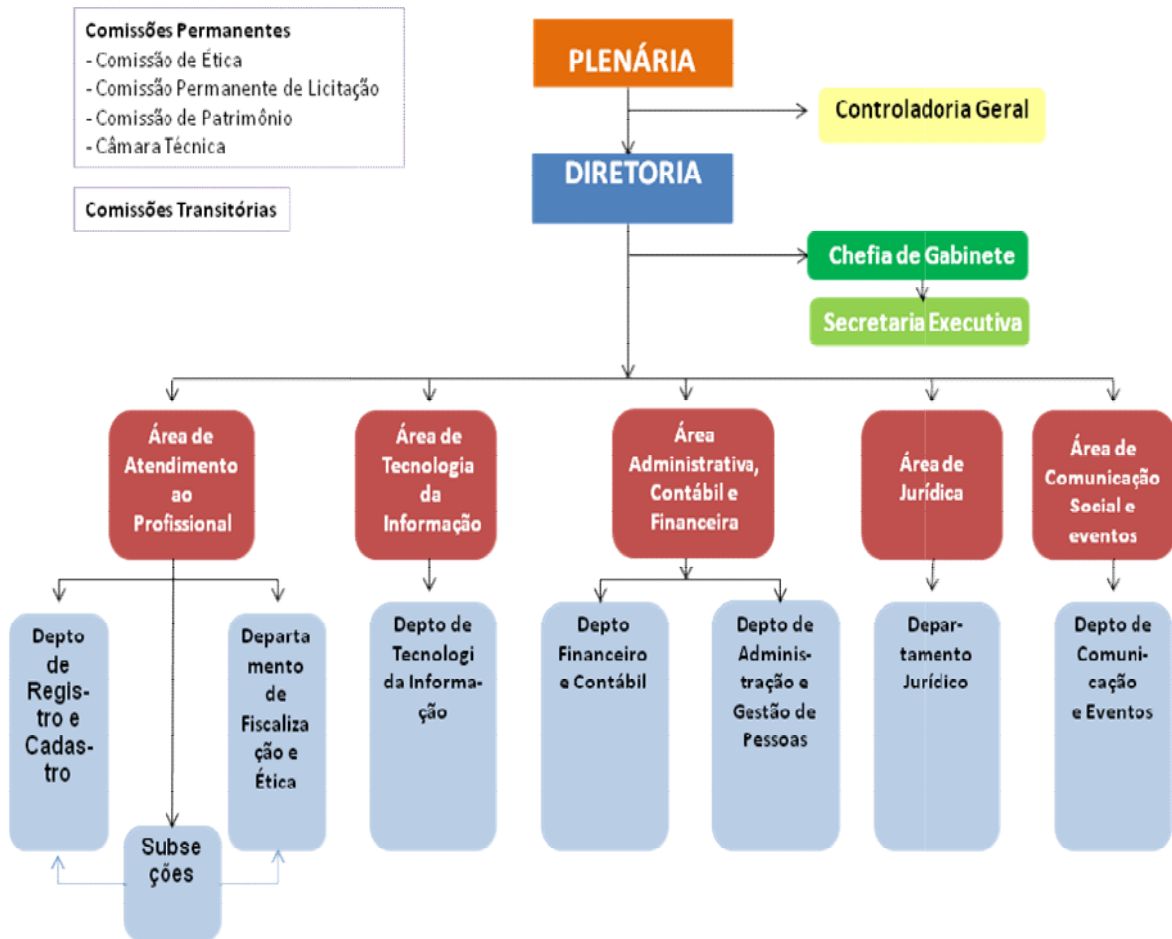 Comissões Permanentes
- Comissão de Ética
- Comissão Permanente de Licitação
- Comissão de Patrimônio
- Câmara Técnica
Comissões Transitórias
PLENÁRIA
Controladoria Geral
DIRETORIA
Chefia de Gabinete
Secretaria Executiva
Área de
Atendimento
ao
Profissional
Área de
Tecnologia
da
Informação
Área
Administrativa,
Contábil e
Financeira
Área de
Jurídica
Área de
Comunicação
Social e
eventos
Depto
de
Regis-
tro e
Cadas-
tro
Departa
mento
de
Fiscaliza
ção e
Ética
Depto de
Tecnologi
da Informa-
ção
Depto
Financeiro
e Contábil
Depto de
Adminis-
tração e
Gestão de
Pessoas
Depar-
tamento
Jurídico
Depto de
Comuni-
cação
e Eventos
Subse
ções